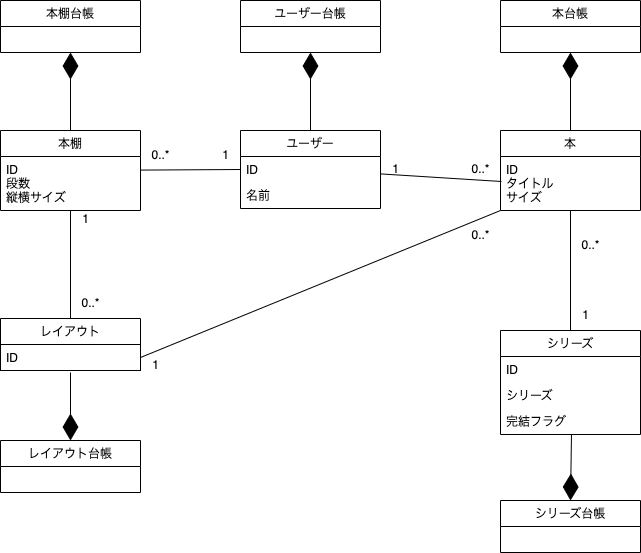 本棚台帳
ユーザー台帳
本台帳
本棚
ID
段数
縦横サイズ
0..*
1
ユーザー
ID
名前
1
0..*
本
ID
タイトル
サイズ
1
0..*
0..*
0..*
1
1
レイアウト
ID
シリーズ
ID
シリーズ
完結フラグ
レイアウト台帳
シリーズ台帳